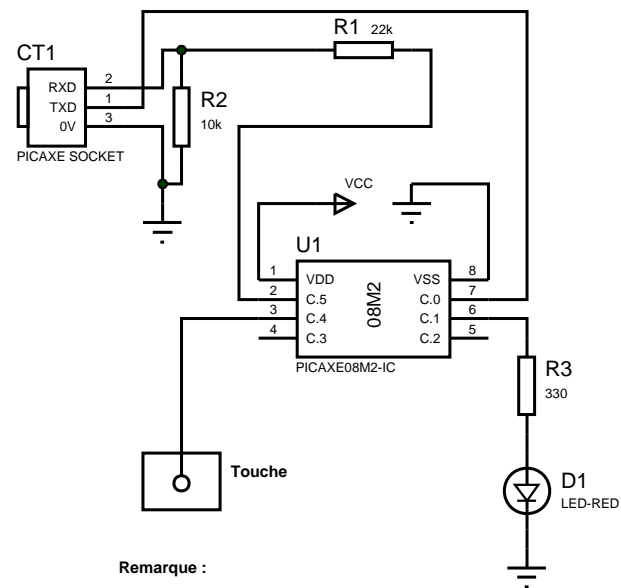 R1 22k
CT1
RXD 2
TXD 1
0V 3
PICAXE SOCKET
R2
10k
VCC
U1
1 VDD VSS 8
2 C.5 C.0 7
3 C.4 C.1 6
4 C.3 C.2 5
08M2
PICAXE08M2-IC
R3
330
Touche
D1
LED-RED
Remarque :